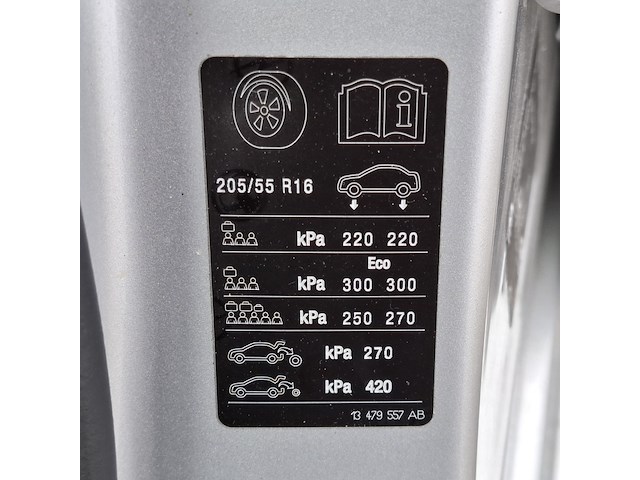 i
205/55 R16
kPa 220 220
Eco
kPa 300 300
kPa 250 270
kPa 270
kPa 420
13 479 557 AB